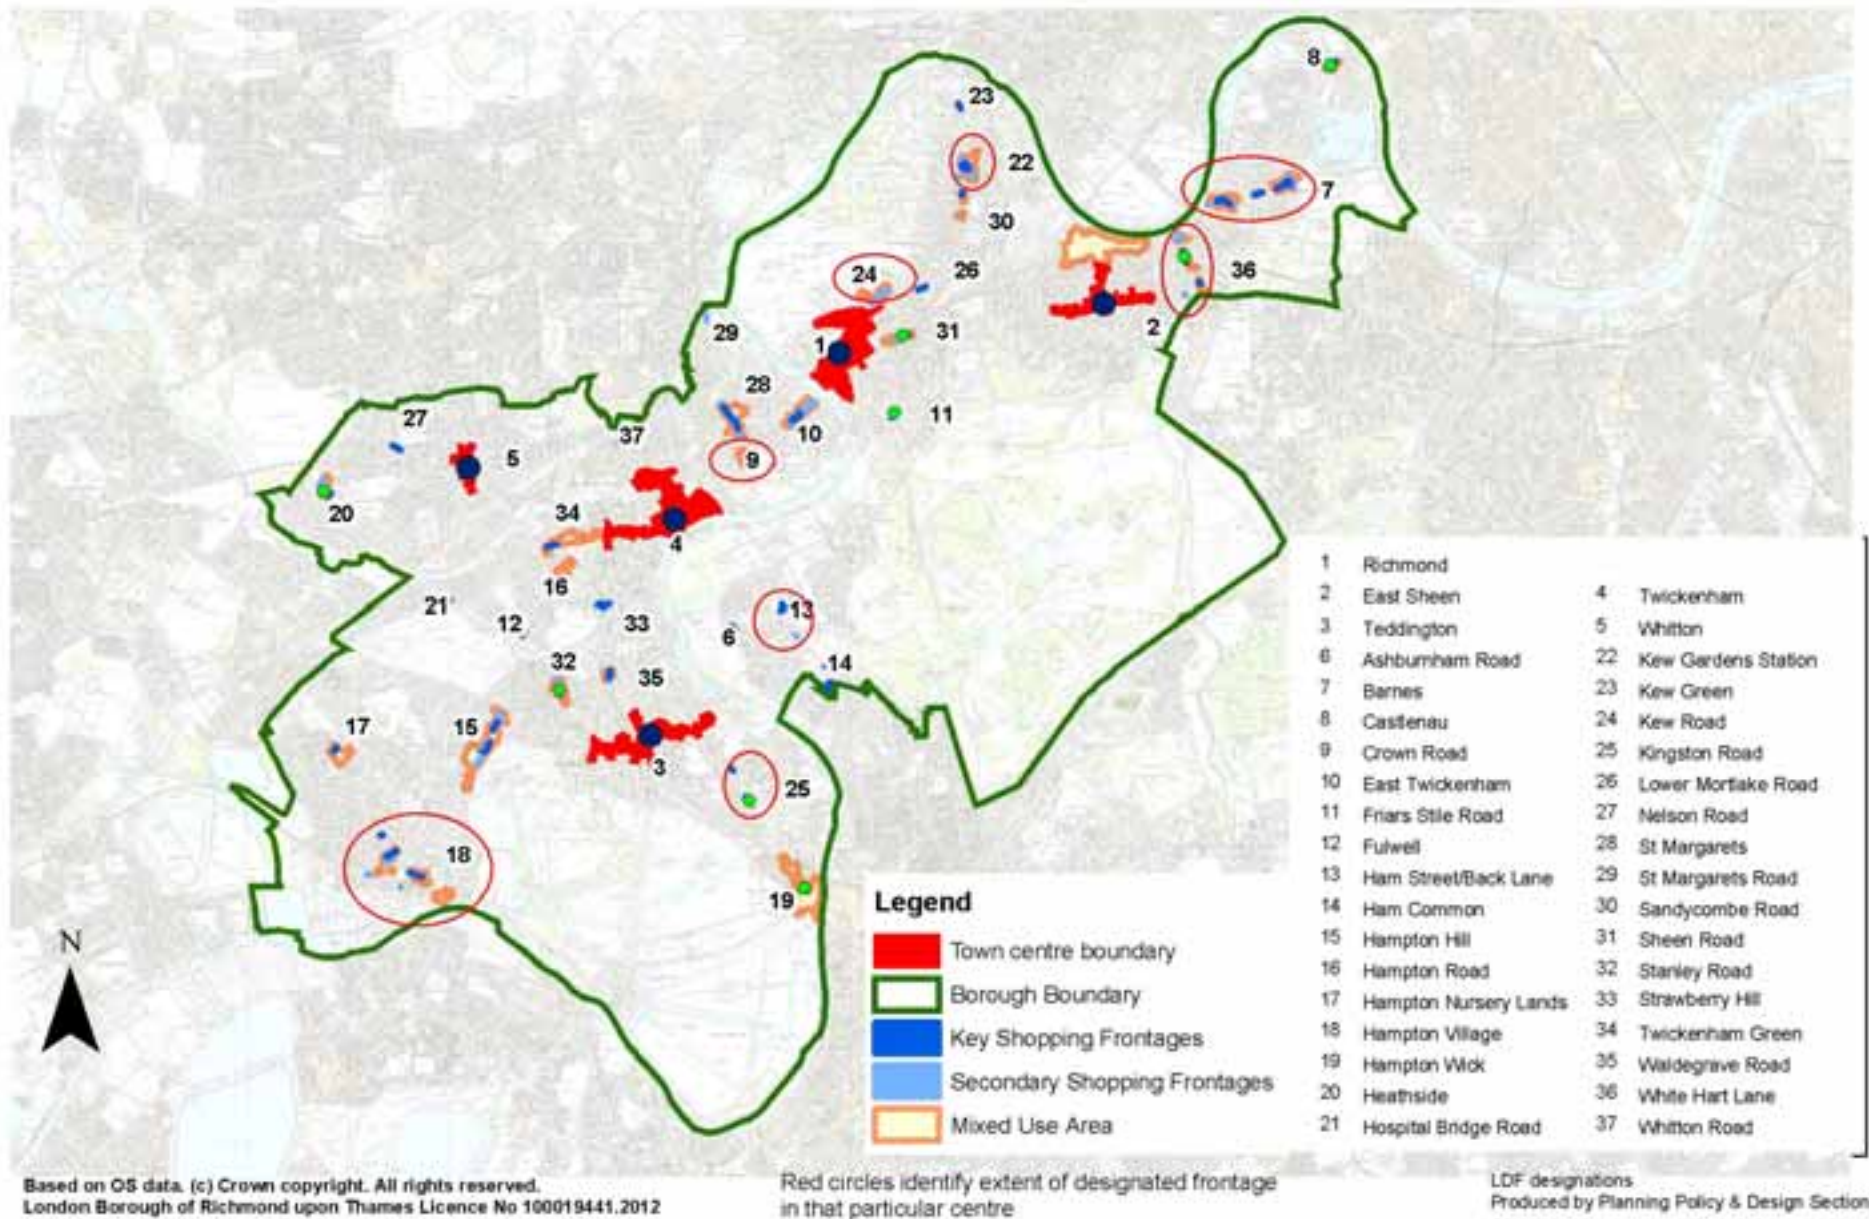 8
23
22
7
30
24
26
36
29
31
2
1
28
27
37
10
11
5
9
20
34
4
16
21
12
33
6
13
14
32
35
17
15
3
25
18
19
N
Legend
Town centre boundary
Borough Boundary
Key Shopping Frontages
Secondary Shopping Frontages
Mixed Use Area
1 Richmond
2 East Sheen
3 Teddington
6 Ashburnham Road
7 Barnes
8 Castlenau
9 Crown Road
10 East Twickenham
11 Friars Stile Road
12 Fulwell
13 Ham Street/Back Lane
14 Ham Common
15 Hampton Hill
16 Hampton Road
17 Hampton Nursery Lands
18 Hampton Village
19 Hampton Wick
20 Heathside
21 Hospital Bridge Road
4 Twickenham
5 Whitton
22 Kew Gardens Station
23 Kew Green
24 Kew Road
25 Kingston Road
26 Lower Mortlake Road
27 Nelson Road
28 St Margarets
29 St Margarets Road
30 Sandycombe Road
31 Sheen Road
32 Stanley Road
33 Strawberry Hill
34 Twickenham Green
35 Waldegrave Road
36 White Hart Lane
37 Whitton Road
Based on OS data. (c) Crown copyright. All rights reserved.
London Borough of Richmond upon Thames Licence No 100019441.2012
Red circles identify extent of designated frontage
in that particular centre
LDF designations
Produced by Planning Policy & Design Section